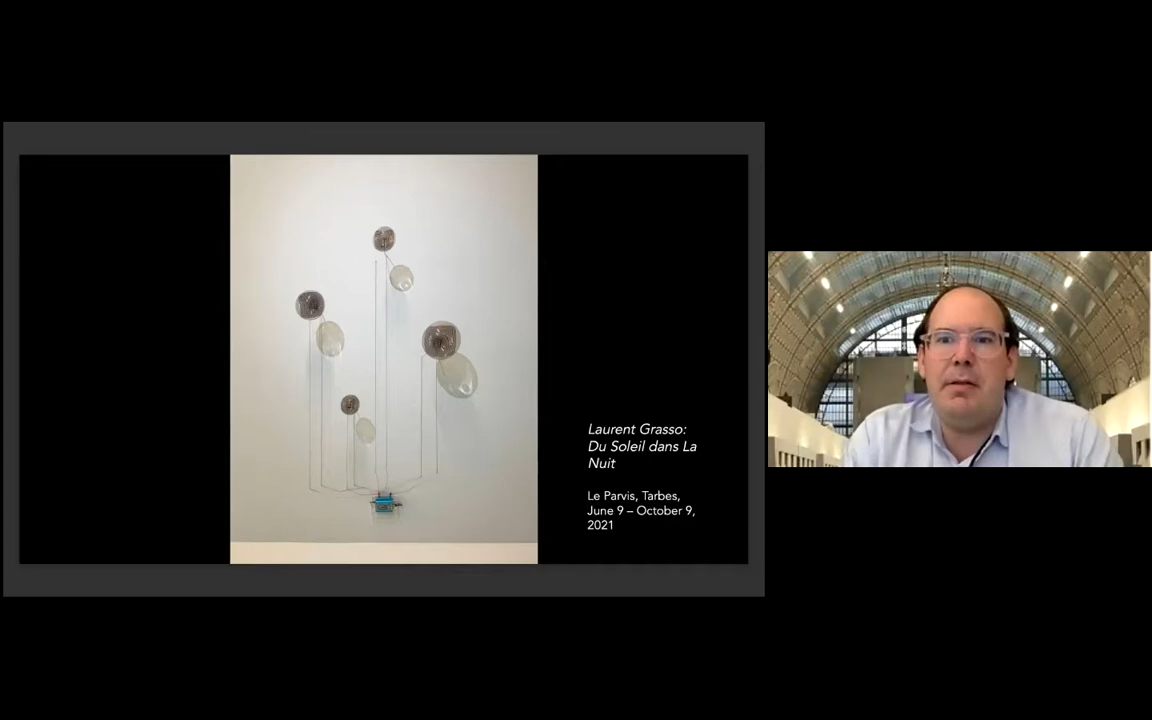 Laurent Grasso:
Du Soleil dans La
Nuit
Le Parvis, Tarbes,
June 9 – October 9,
2021